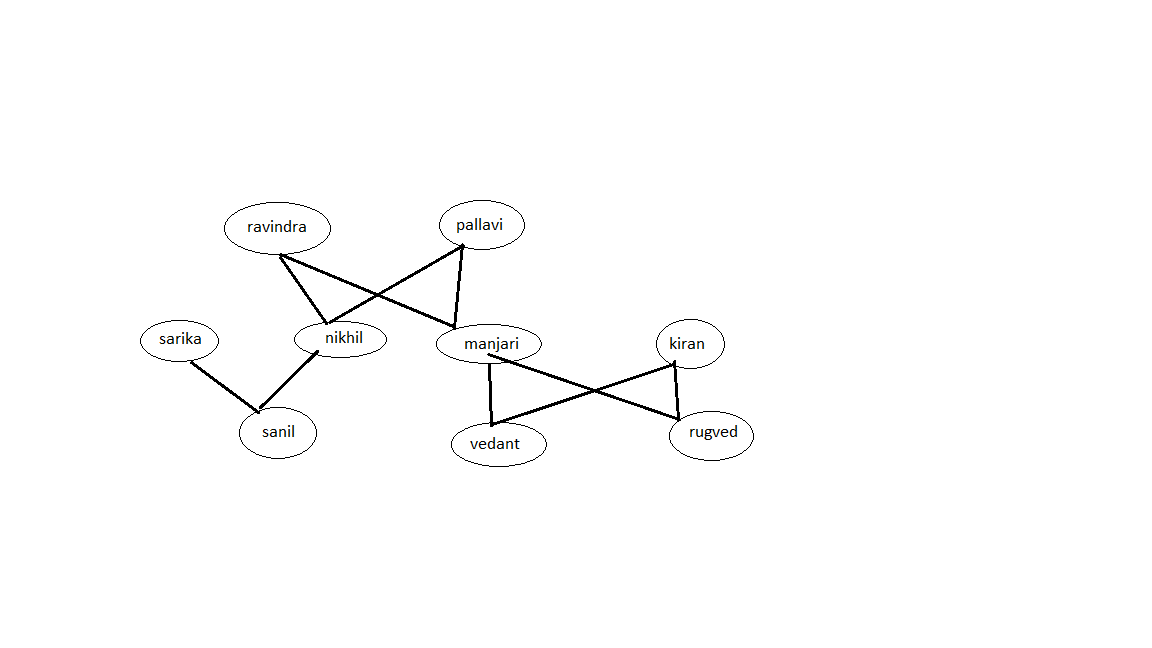 ravindra
pallavi
sarika
nikhil
manjari
kiran
sanil
vedant
rugved